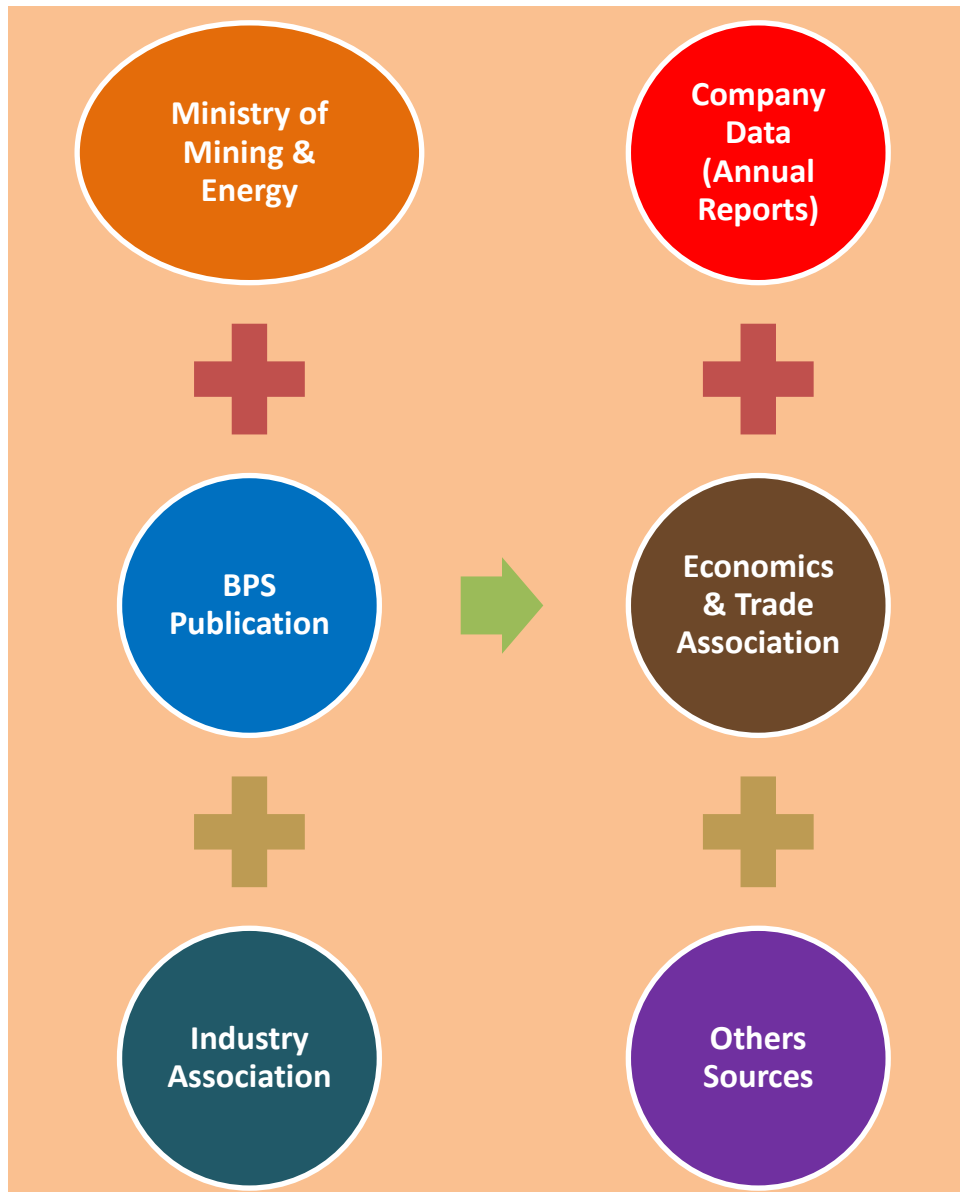 Ministry of
Mining &
Energy
Company
Data
(Annual
Reports)
BPS
Publication
Economics
& Trade
Association
Industry
Association
Others
Sources